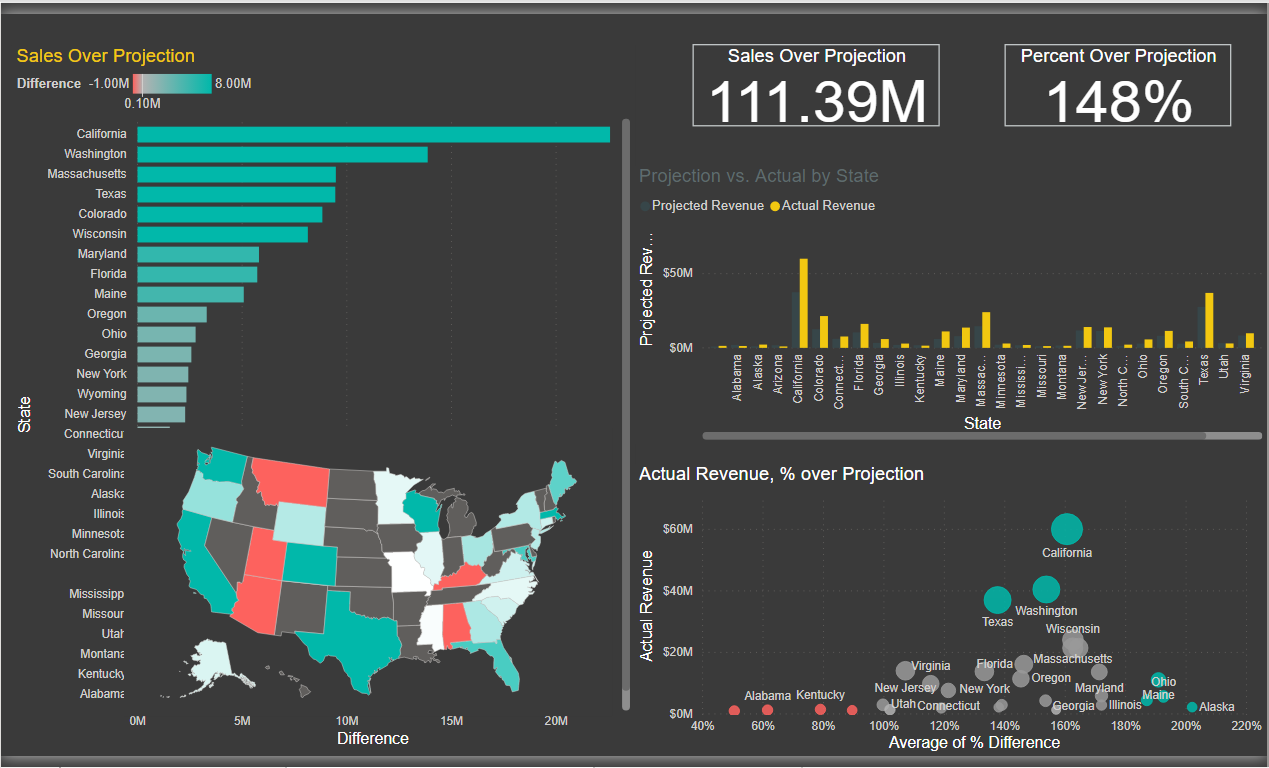 Sales Over Projection
Difference -1.00M 8.00M
0.10M
State
California
Washington
Massachusetts
Texas
Colorado
Wisconsin
Maryland
Florida
Maine
Oregon
Ohio
Georgia
New York
Wyoming
New Jersey
Connecticut
Virginia
South Carolina
Alaska
Illinois
Minnesota
North Carolina
Mississipp
Missour
Utah
Montana
Kentucky
Alabama
0M 5M 10M 15M 20M
Difference
Sales Over Projection
111.39M
Percent Over Projection
148%
Projection vs. Actual by State
Projected Revenue Actual Revenue
Projected Rev...
$50M
$0M
Alabama
Alaska
Arizona
California
Colorado
Connect...
Florida
Georgia
Illinois
Kentucky
Maine
Maryland
Massac...
Minnesota
Mississi...
Missouri
Montana
New Jer...
New York
North C...
Ohio
Oregon
South C...
Texas
Utah
Virginia
State
Actual Revenue, % over Projection
Actual Revenue
$60M
$40M
$20M
$0M
California
Washington
Texas
Wisconsin
Massachusetts
Virginia
Florida
Oregon
New Jersey
New York
Maryland
Ohio
Maine
Alabama
Kentucky
Utah
Connecticut
Georgia
Illinois
Alaska
40% 60% 80% 100% 120% 140% 160% 180% 200% 220%
Average of % Difference